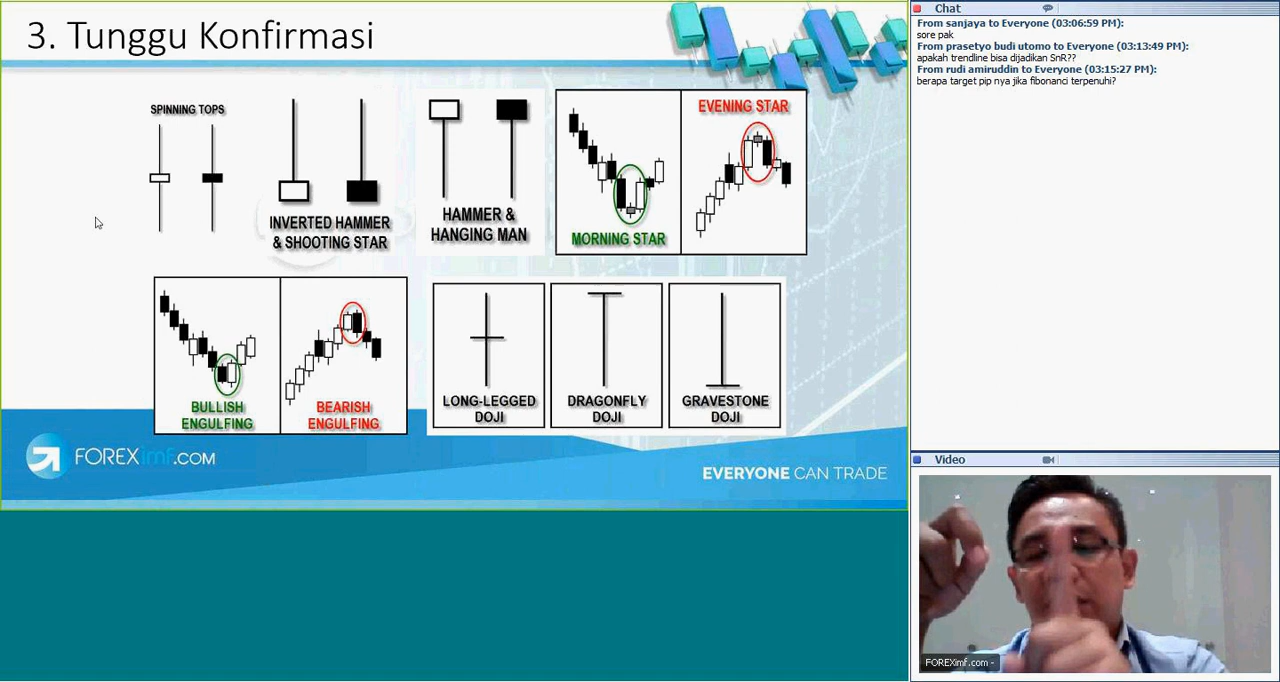 3. Tunggu Konfirmasi
SPINNING TOPS
INVERTED HAMMER
& SHOOTING STAR
HAMMER &
HANGING MAN
MORNING STAR
EVENING STAR
BULLISH
ENGULFING
BEARISH
ENGULFING
LONG-LEGGED
DOJI
DRAGONFLY
DOJI
GRAVESTONE
DOJI
FOREXimf.COM
EVERYONE CAN TRADE
Chat
From sanjaya to Everyone (03:06:59 PM):
sore pak
From prasetyo budi utomo to Everyone (03:13:49 PM):
apakah trendline bisa dijadikan SnR??
From rudi amiruddin to Everyone (03:15:27 PM):
berapa target pip nya jika fibonanci terpenuhi?
Video
FOREXimf.com -